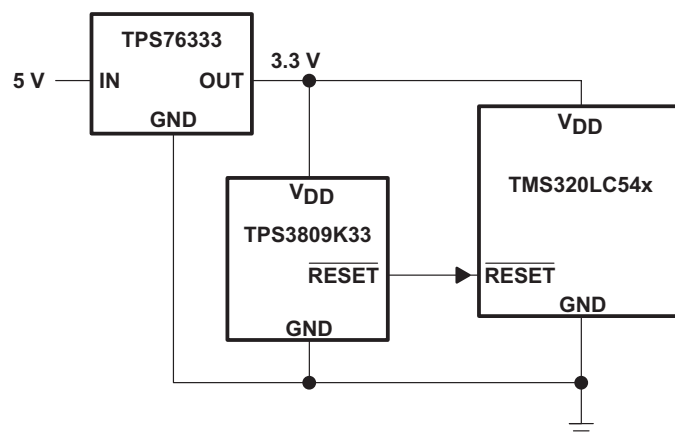 TPS76333
5 V
IN
OUT
3.3 V
GND
VDD
TPS3809K33
RESET
GND
VDD
TMS320LC54x
RESET
GND